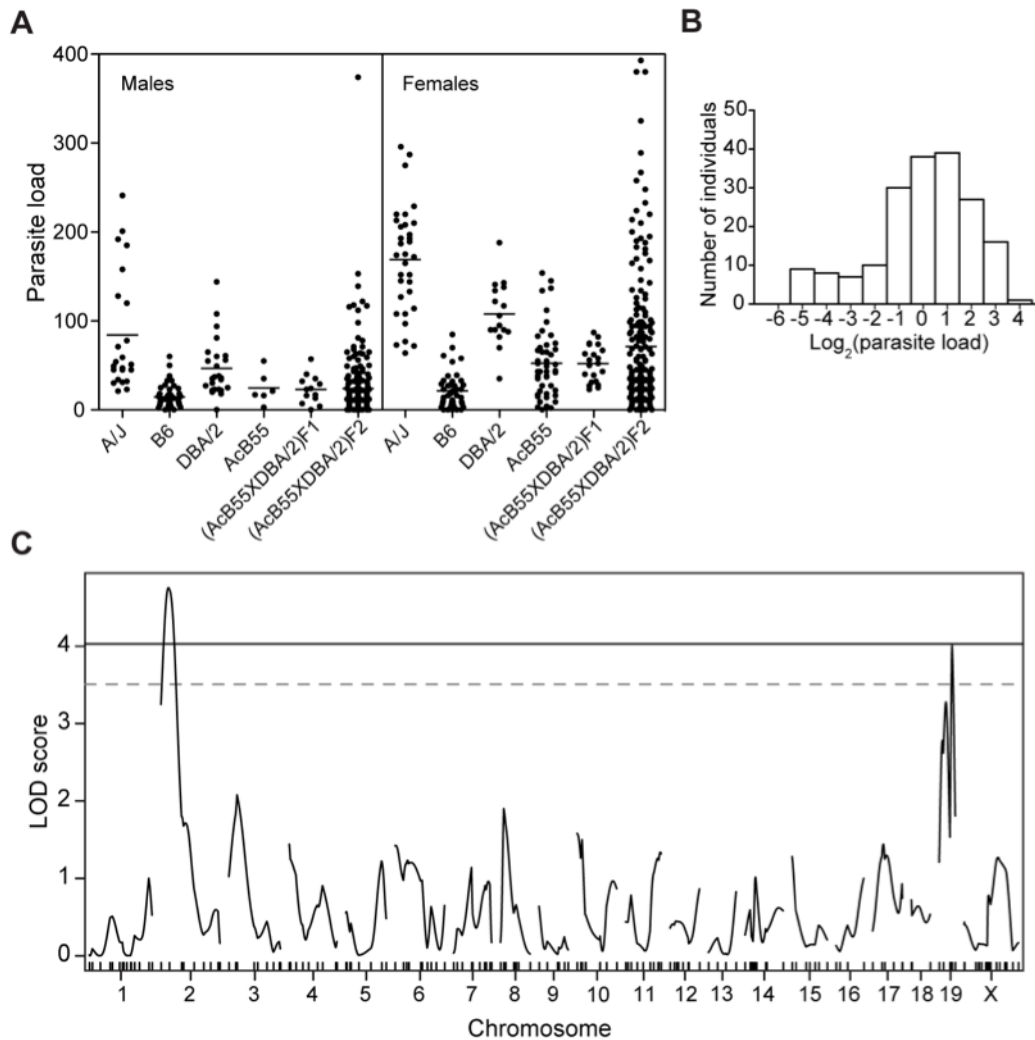 A
Parasite load
400
300
200
100
0
Males
Females
A/J
B6
DBA/2
AcB55
(AcB55XDBA/2)F1
(AcB55XDBA/2)F2
A/J
B6
DBA/2
AcB55
(AcB55XDBA/2)F1
(AcB55XDBA/2)F2
B
Number of individuals
50
40
30
20
10
0
-6 -5 -4 -3 -2 -1 0 1 2 3 4
Log2(parasite load)
C
LOD score
4
3
2
1
0
1 2 3 4 5 6 7 8 9 10 11 12 13 14 15 16 17 18 19 X
Chromosome